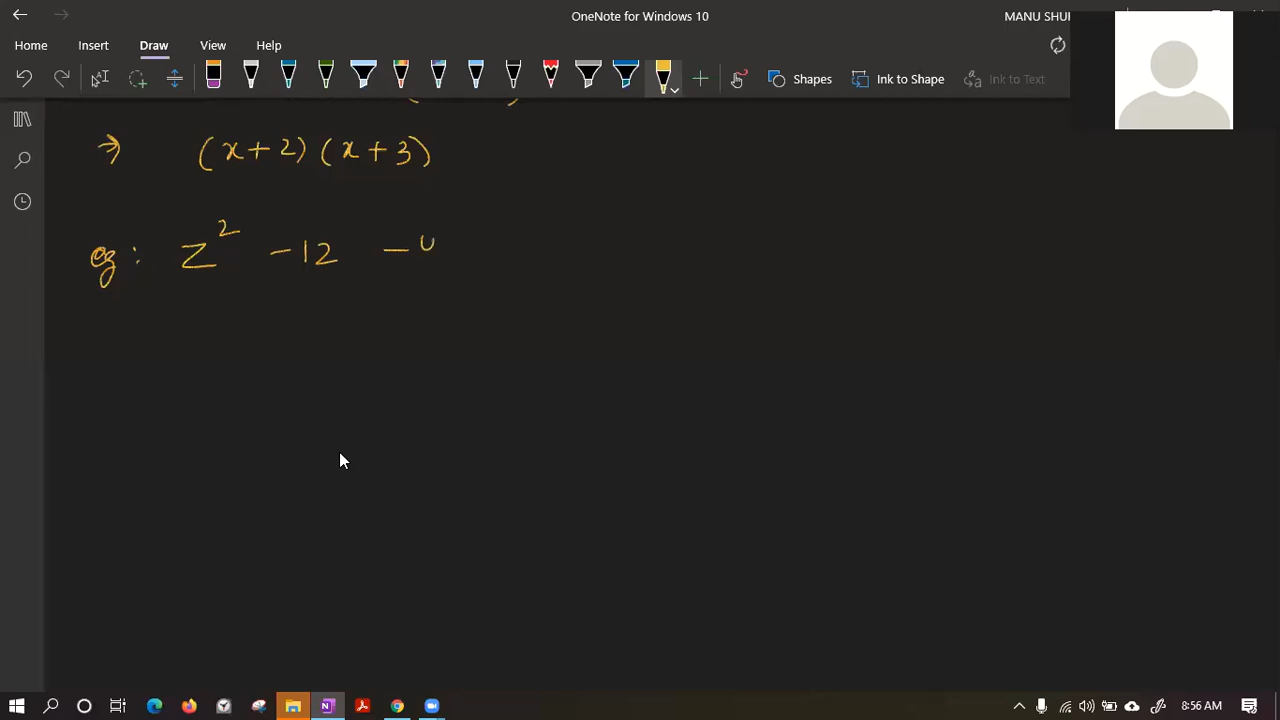 OneNote for Windows 10
MANU SHUK
Home Insert Draw View Help
Shapes Ink to Shape Ink to Text
→ (x+2) (x+3)
eg: z² -12 -
8:56 AM